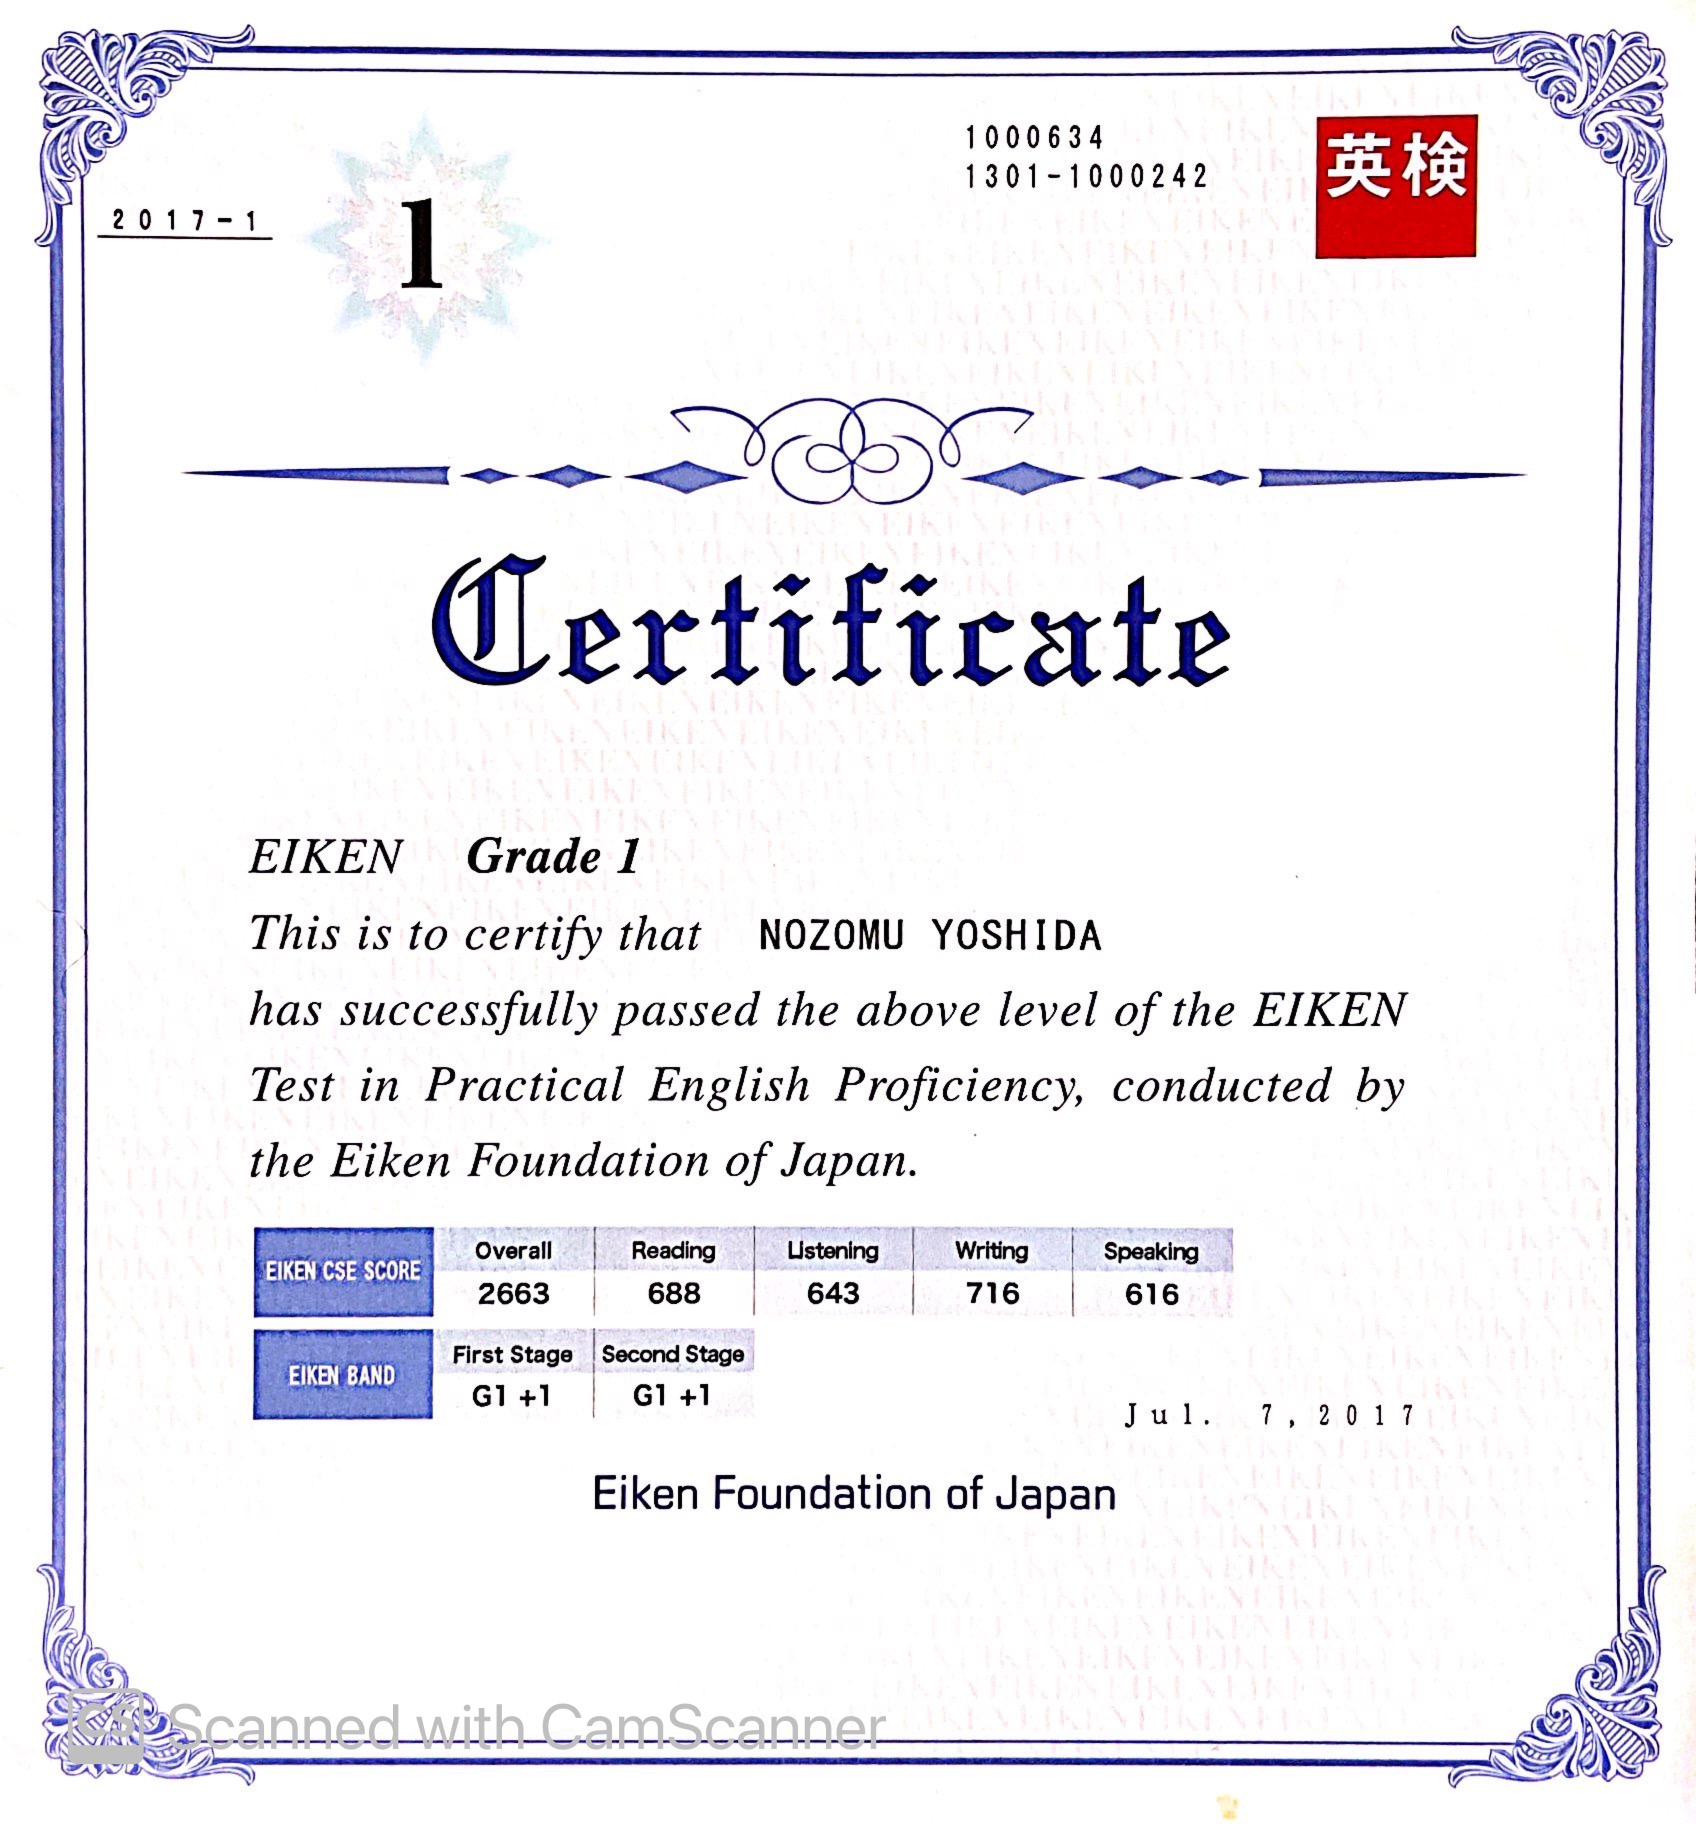 2017-1
1
1000634
1301-1000242
英検
Certificate
EIKEN Grade 1
This is to certify that NOZOMU YOSHIDA
has successfully passed the above level of the EIKEN
Test in Practical English Proficiency, conducted by
the Eiken Foundation of Japan.
EIKEN CSE SCORE
Overall Reading Listening Writing Speaking
2663 688 643 716 616
EIKEN BAND
First Stage Second Stage
G1 +1 G1 +1
Jul. 7, 2017
Eiken Foundation of Japan
CS Scanned with CamScanner